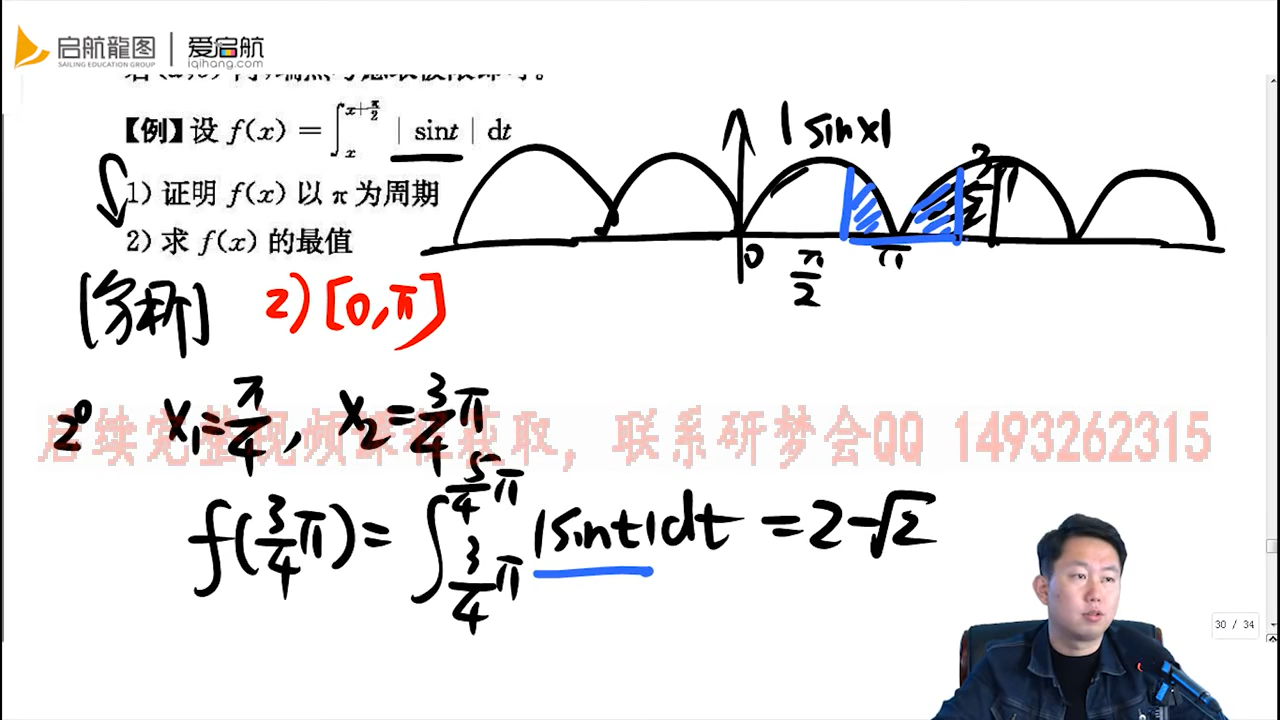 启航龍图 | 爱启航
SAILING EDUCATION GROUP iqihang.com
【例】设 f(x) = ∫_x^{x+π/2} | sint | dt
1) 证明 f(x) 以 π 为周期
2) 求 f(x) 的最值
|sinx|
0 π/2 π
[分析] 2) [0, π]
2° x₁=π/4, x₂=3/4π
后续完整视频课程获取，联系研梦会QQ 1493262315
f(3/4π) = ∫_{3/4π}^{5/4π} |sint|dt = 2-√2
30 / 34